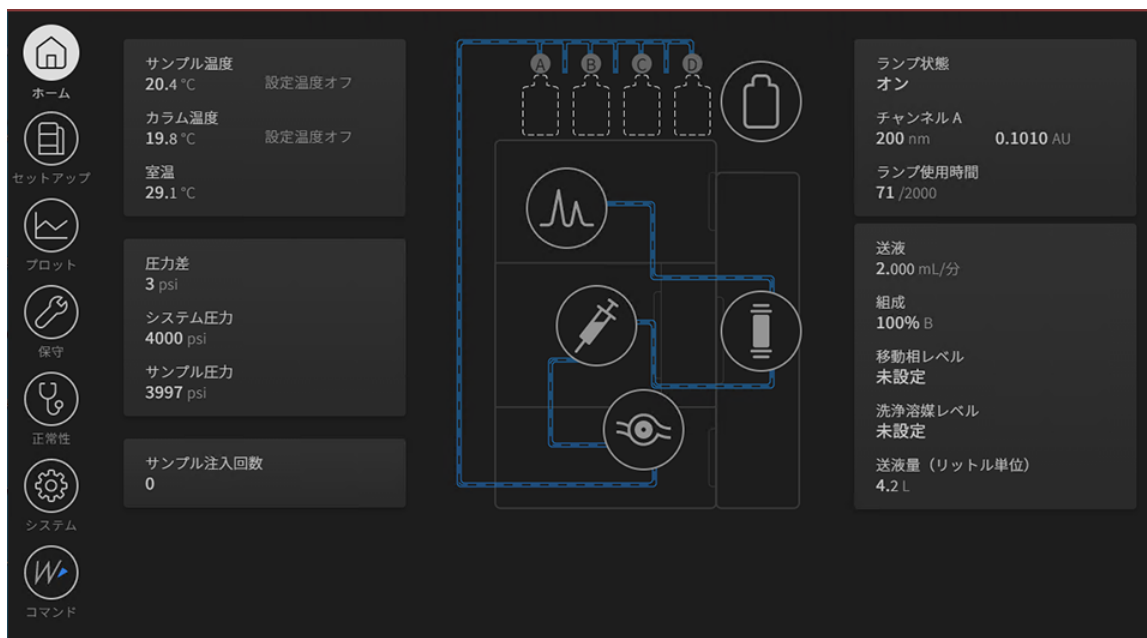 ホーム
セットアップ
プロット
保守
正常性
システム
コマンド
サンプル温度
20.4 °C 設定温度オフ
カラム温度
19.8 °C 設定温度オフ
室温
29.1 °C
圧力差
3 psi
システム圧力
4000 psi
サンプル圧力
3997 psi
サンプル注入回数
0
A B C D
ランプ状態
オン
チャンネル A
200 nm 0.1010 AU
ランプ使用時間
71 /2000
送液
2.000 mL/分
組成
100% B
移動相レベル
未設定
洗浄溶媒レベル
未設定
送液量（リットル単位）
4.2 L